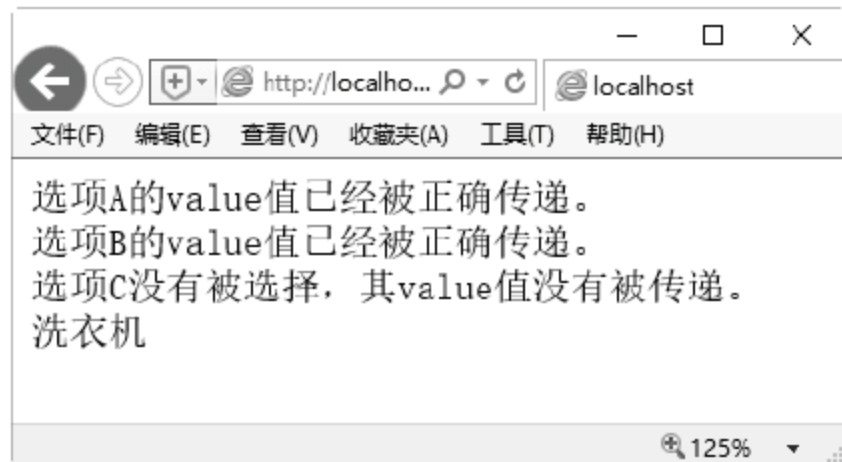 http://localho...
localhost
文件(F) 编辑(E) 查看(V) 收藏夹(A) 工具(T) 帮助(H)
选项A的value值已经被正确传递。
选项B的value值已经被正确传递。
选项C没有被选择，其value值没有被传递。
洗衣机
125%